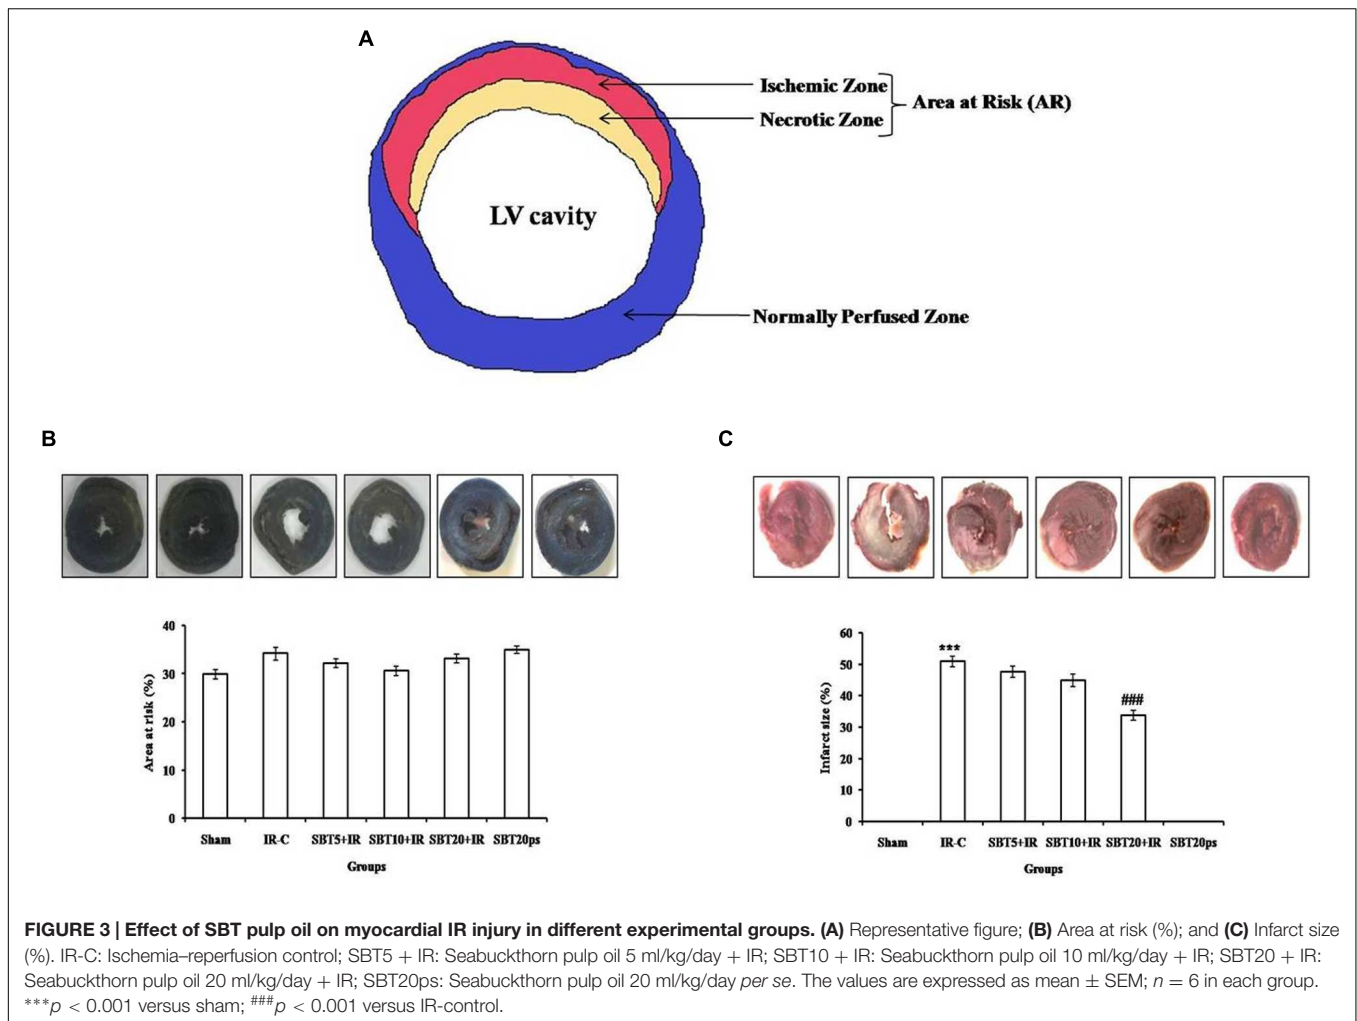 A
Ischemic Zone
Necrotic Zone
Area at Risk (AR)
LV cavity
Normally Perfused Zone
B
40
30
20
10
0
Area at risk (%)
Sham IR-C SBT5+IR SBT10+IR SBT20+IR SBT20ps
Groups
C
60
50
40
30
20
10
0
Infarct size (%)
***
###
Sham IR-C SBT5+IR SBT10+IR SBT20+IR SBT20ps
Groups
FIGURE 3 | Effect of SBT pulp oil on myocardial IR injury in different experimental groups. (A) Representative figure; (B) Area at risk (%); and (C) Infarct size
(%). IR-C: Ischemia–reperfusion control; SBT5 + IR: Seabuckthorn pulp oil 5 ml/kg/day + IR; SBT10 + IR: Seabuckthorn pulp oil 10 ml/kg/day + IR; SBT20 + IR:
Seabuckthorn pulp oil 20 ml/kg/day + IR; SBT20ps: Seabuckthorn pulp oil 20 ml/kg/day per se. The values are expressed as mean ± SEM; n = 6 in each group.
***p < 0.001 versus sham; ###p < 0.001 versus IR-control.